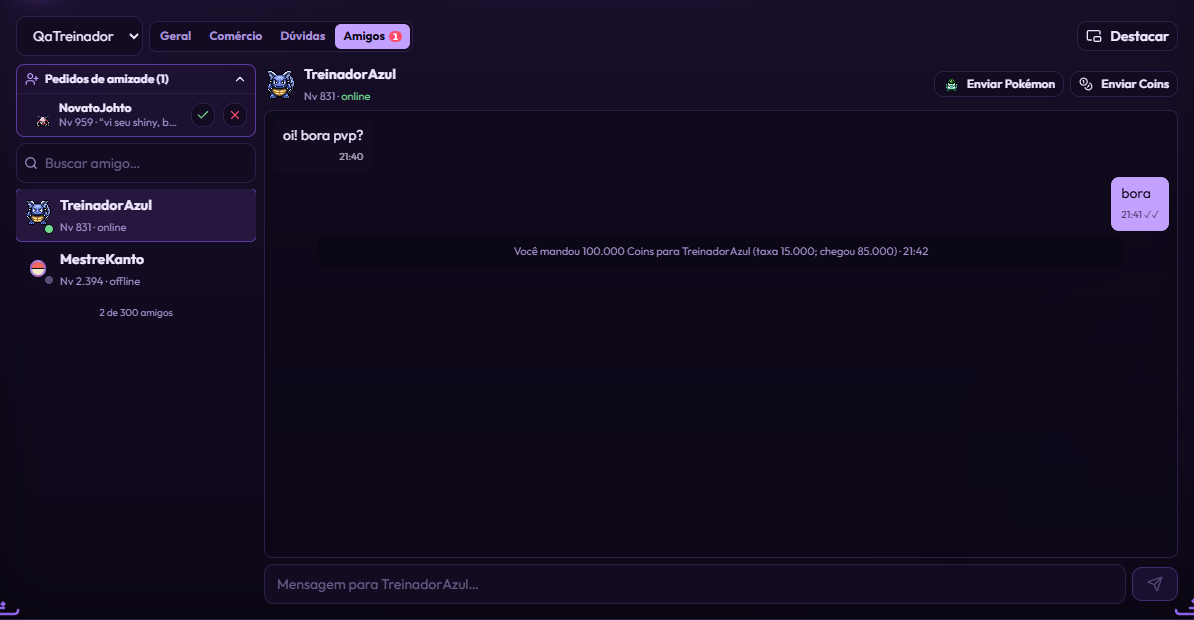 QaTreinador
Geral
Comércio
Dúvidas
Amigos 1
Destacar
Pedidos de amizade (1)
NovatoJohto
Nv 959 · “vi seu shiny, b...
Buscar amigo...
TreinadorAzul
Nv 831 · online
MestreKanto
Nv 2.394 · offline
2 de 300 amigos
TreinadorAzul
Nv 831 · online
Enviar Pokémon
Enviar Coins
oi! bora pvp?
21:40
bora
21:41 ✓✓
Você mandou 100.000 Coins para TreinadorAzul (taxa 15.000; chegou 85.000) · 21:42
Mensagem para TreinadorAzul...